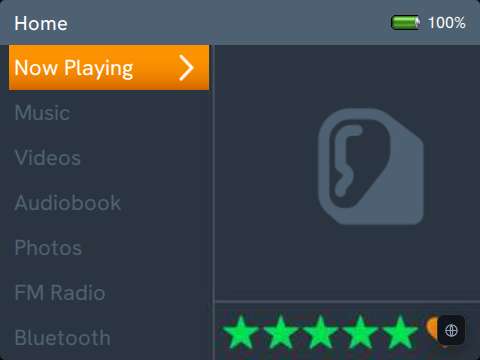 Home
100%
Now Playing
Music
Videos
Audiobook
Photos
FM Radio
Bluetooth